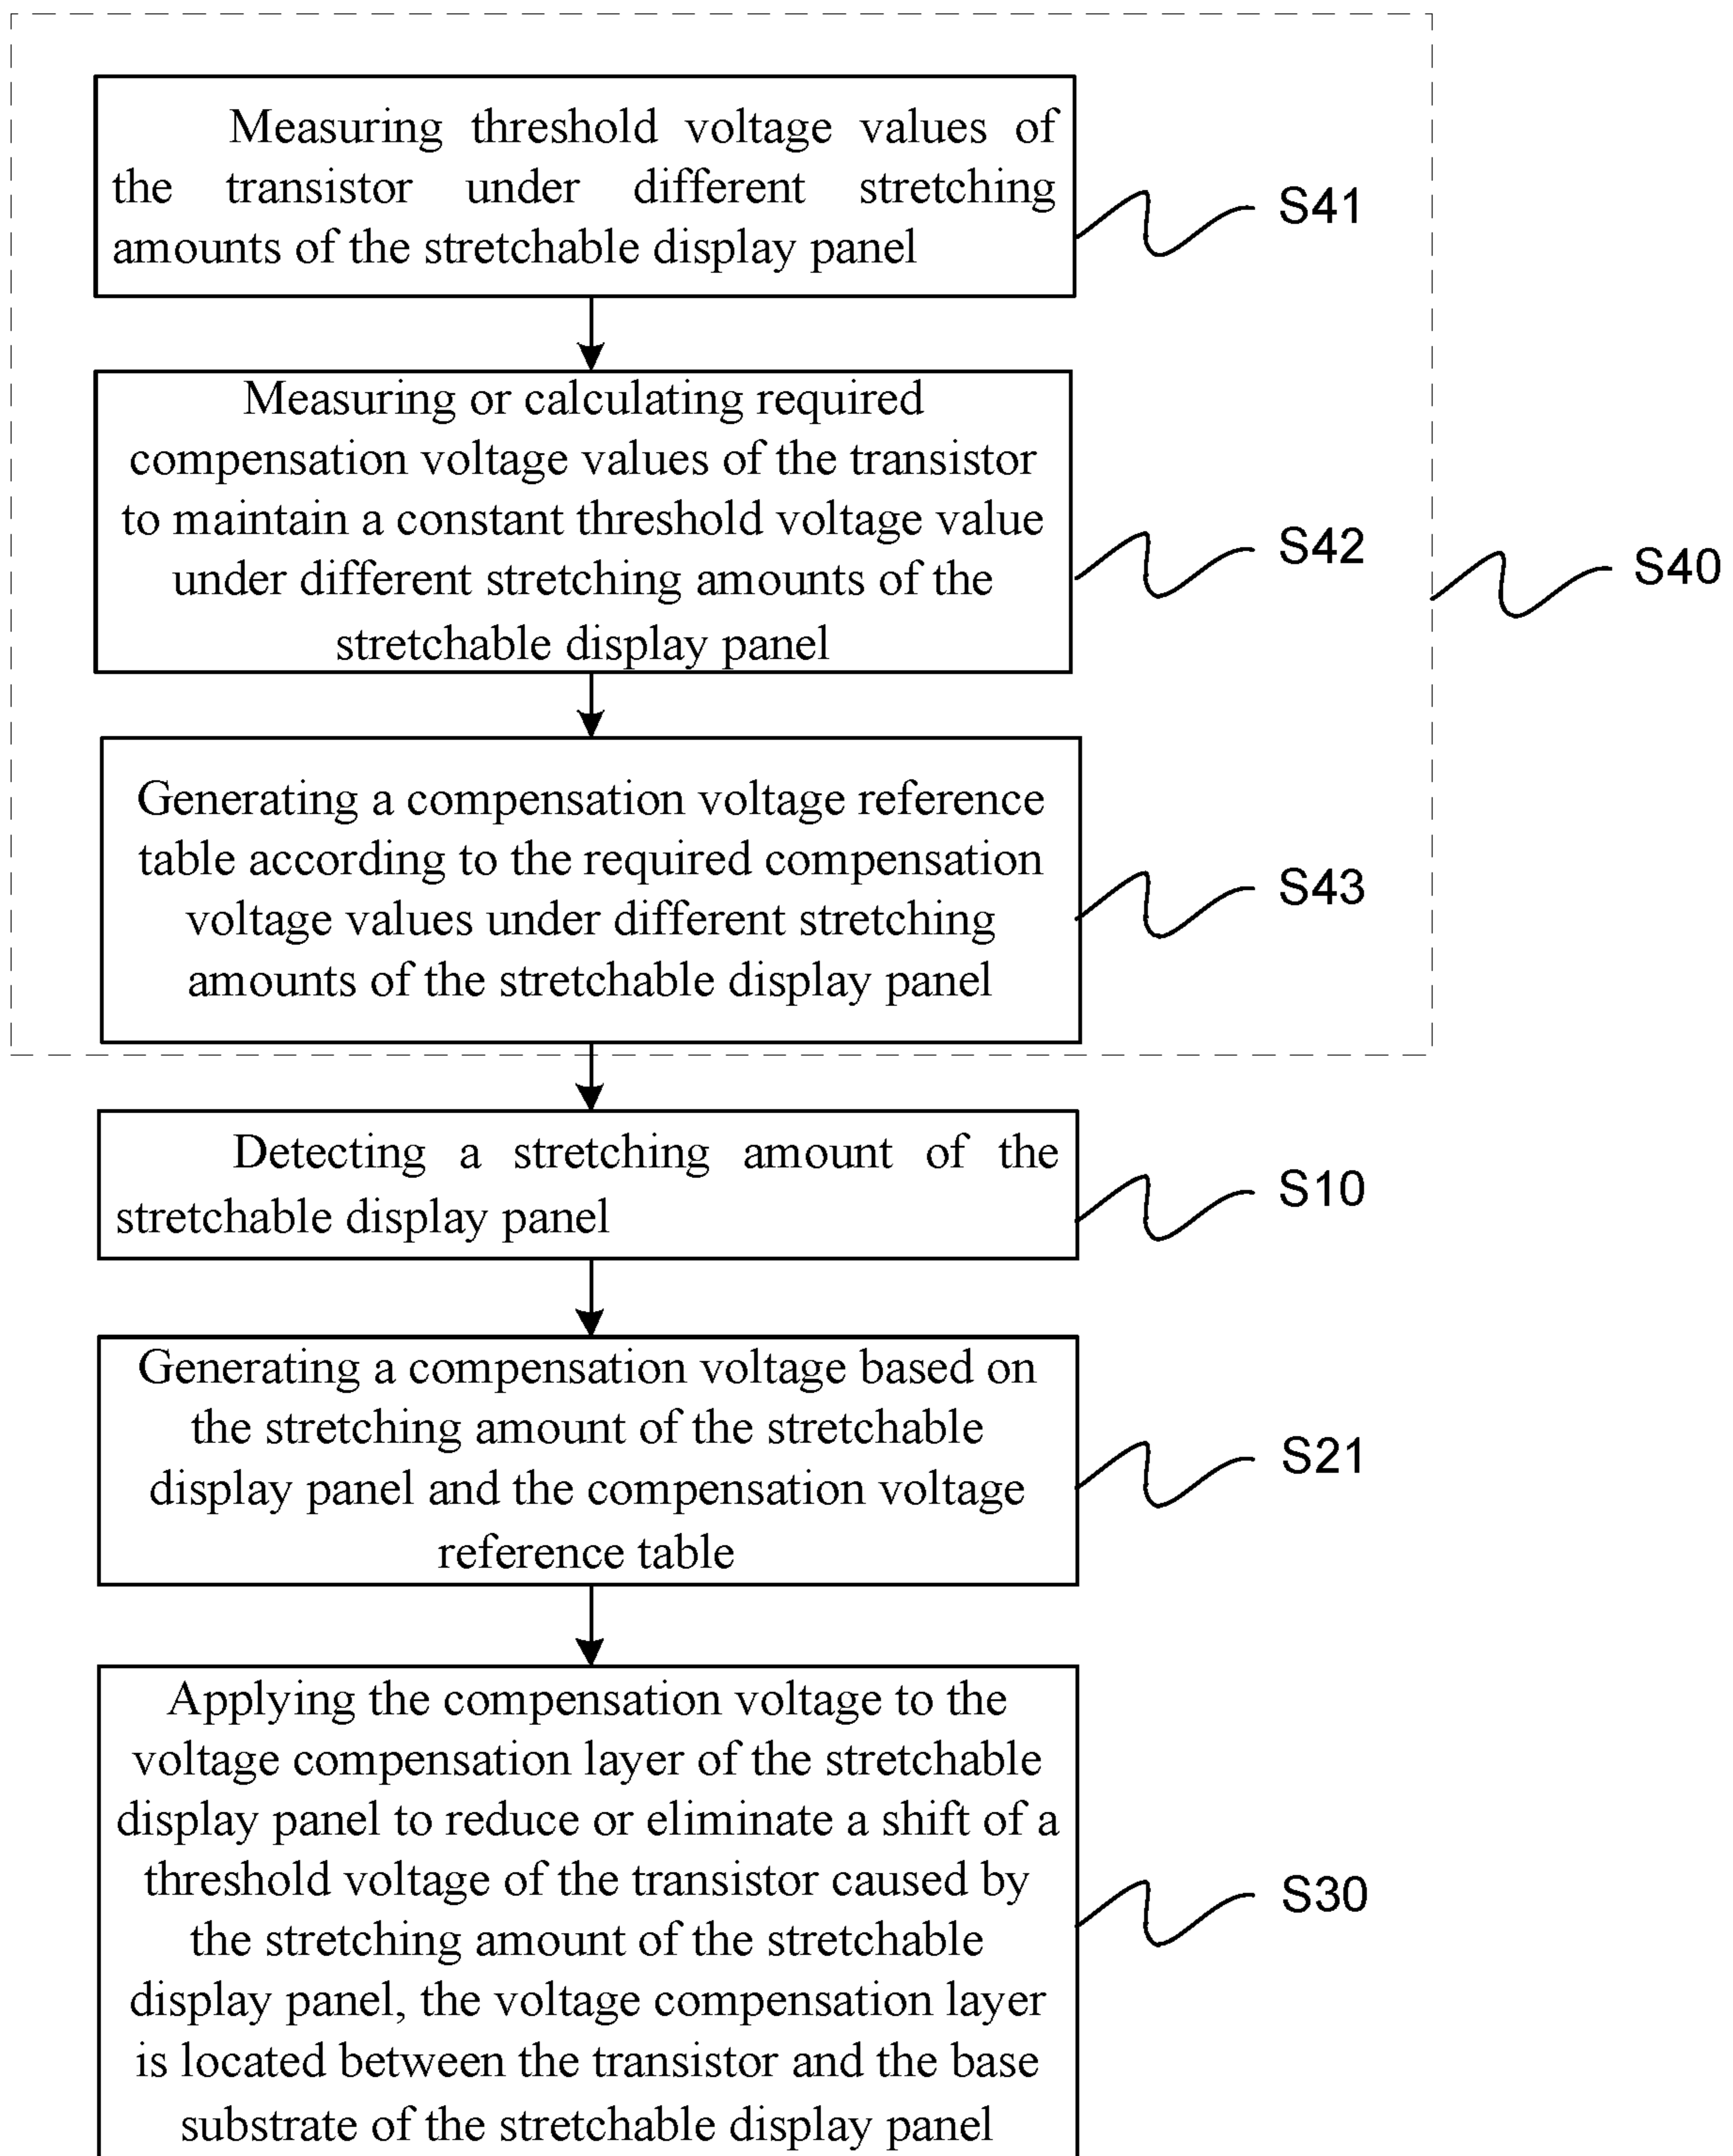 Measuring threshold voltage values of
the transistor under different stretching
amounts of the stretchable display panel
S41
Measuring or calculating required
compensation voltage values of the transistor
to maintain a constant threshold voltage value
under different stretching amounts of the
stretchable display panel
S42
S40
Generating a compensation voltage reference
table according to the required compensation
voltage values under different stretching
amounts of the stretchable display panel
S43
Detecting a stretching amount of the
stretchable display panel
S10
Generating a compensation voltage based on
the stretching amount of the stretchable
display panel and the compensation voltage
reference table
S21
Applying the compensation voltage to the
voltage compensation layer of the stretchable
display panel to reduce or eliminate a shift of a
threshold voltage of the transistor caused by
the stretching amount of the stretchable
display panel, the voltage compensation layer
is located between the transistor and the base
substrate of the stretchable display panel
S30